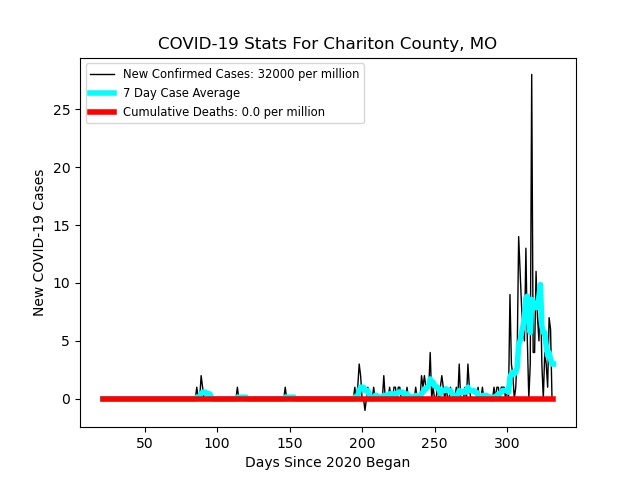 COVID-19 Stats For Chariton County, MO
New Confirmed Cases: 32000 per million
7 Day Case Average
Cumulative Deaths: 0.0 per million
New COVID-19 Cases
25
20
15
10
5
0
50 100 150 200 250 300
Days Since 2020 Began